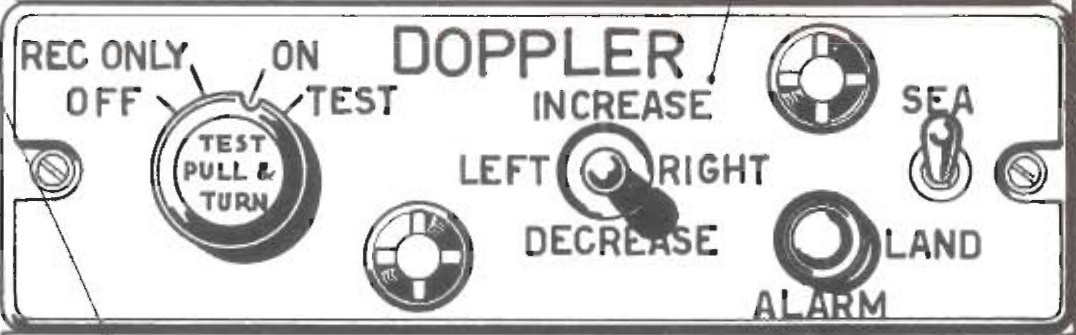 DOPPLER
REC ONLY
ON
OFF
TEST
TEST
PULL &
TURN
INCREASE
LEFT
RIGHT
DECREASE
SEA
LAND
ALARM